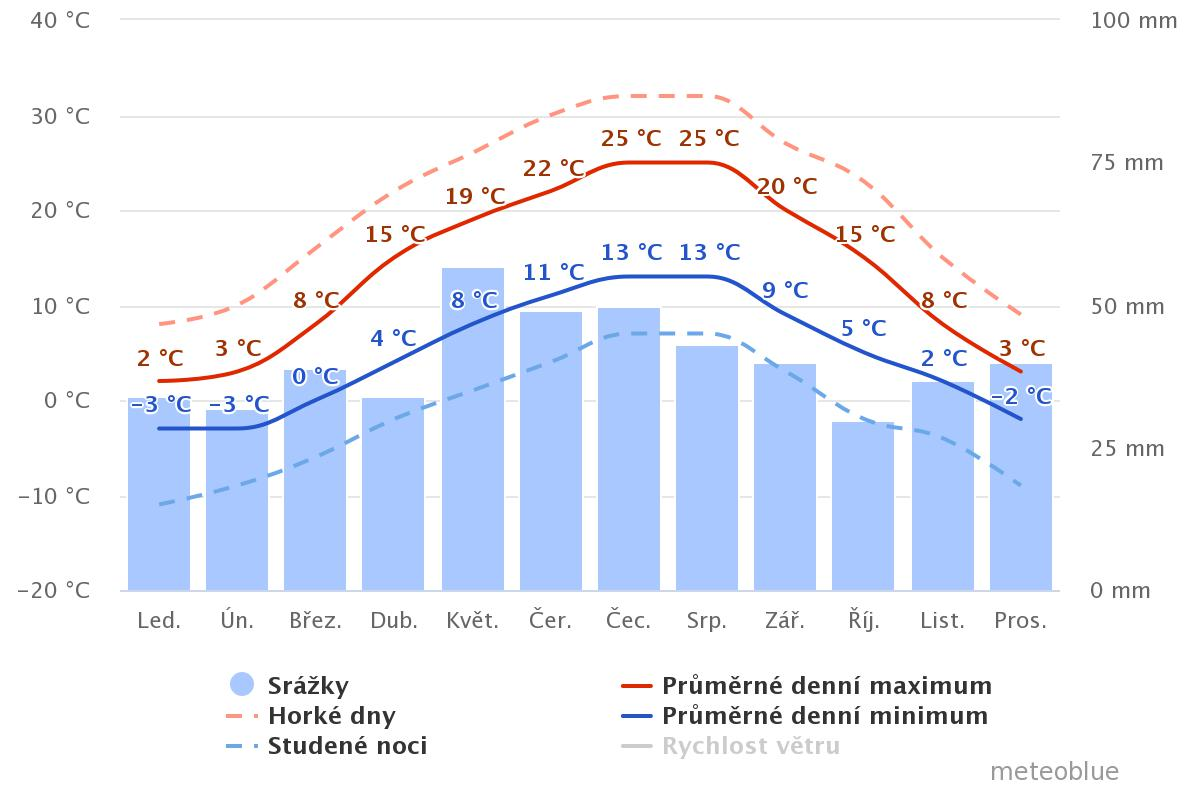 40 °C 100 mm
30 °C
25 °C 25 °C
75 mm
22 °C
20 °C
19 °C
20 °C
15 °C 15 °C
13 °C 13 °C
11 °C
9 °C
10 °C 8 °C 8 °C 8 °C 50 mm
4 °C 5 °C
2 °C 3 °C 2 °C 3 °C
0 °C
0 °C −3 °C −3 °C −2 °C
25 mm
−10 °C
−20 °C 0 mm
Led. Ún. Břez. Dub. Květ. Čer. Čec. Srp. Zář. Říj. List. Pros.
Srážky Průměrné denní maximum
Horké dny Průměrné denní minimum
Studené noci Rychlost větru
meteoblue